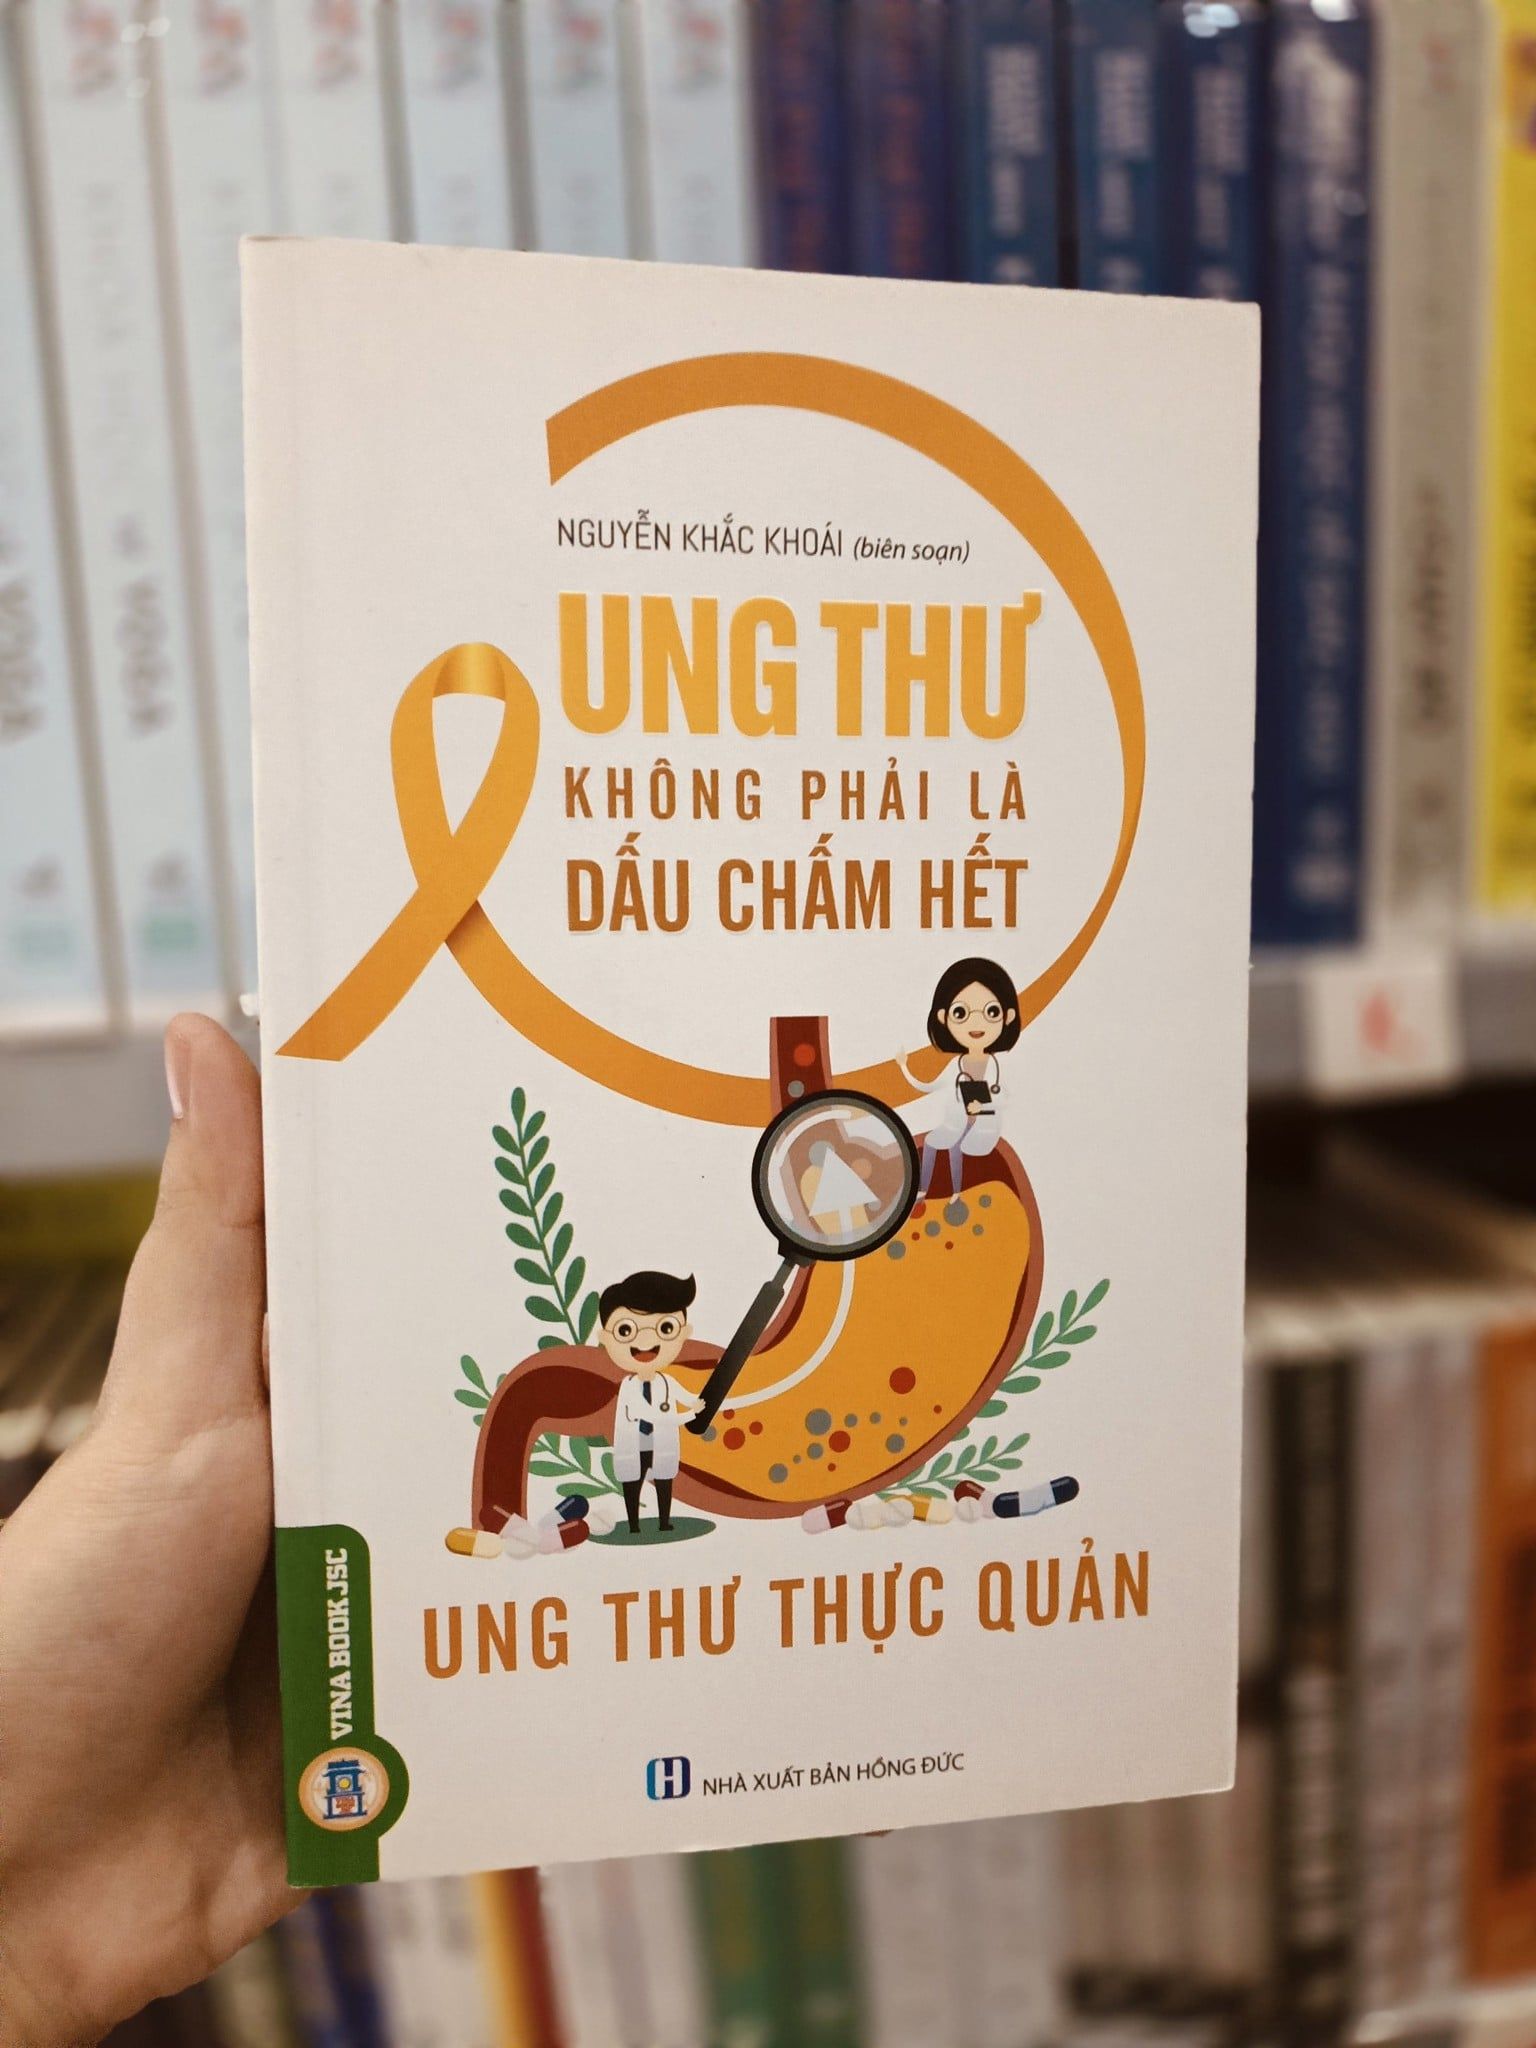 NGUYỄN KHẮC KHOÁI (biên soạn)
UNG THƯ
KHÔNG PHẢI LÀ
DẤU CHẤM HẾT
UNG THƯ THỰC QUẢN
VINA BOOK JSC
NHÀ XUẤT BẢN HỒNG ĐỨC